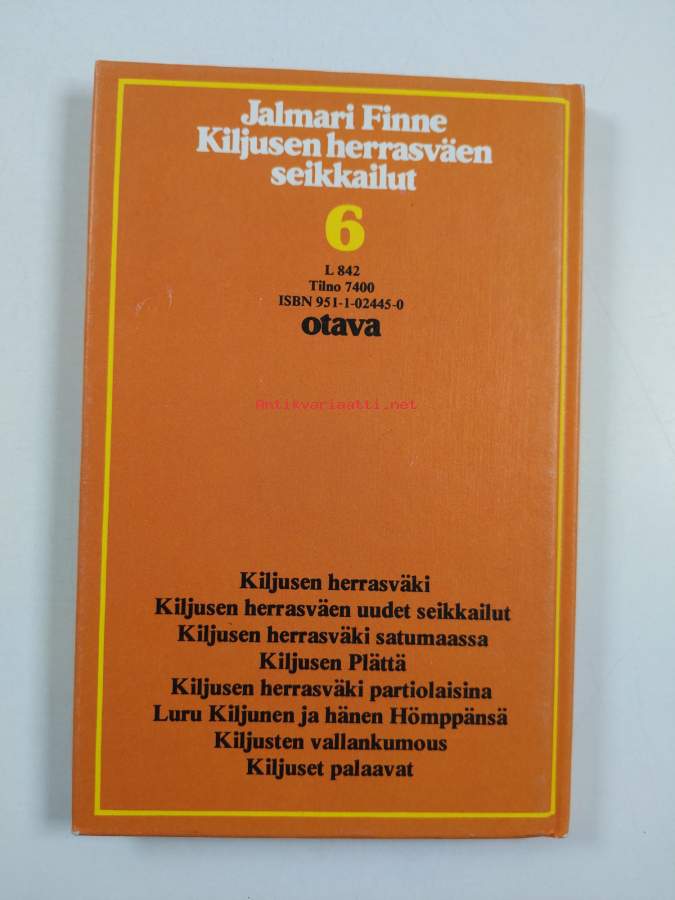 Jalmari Finne
Kiljusen herrasväen
seikkailut
6
L 842
Tilno 7400
ISBN 951-1-02445-0
otava
Antikvariaatti.net
Kiljusen herrasväki
Kiljusen herrasväen uudet seikkailut
Kiljusen herrasväki satumaassa
Kiljusen Plättä
Kiljusen herrasväki partiolaisina
Luru Kiljunen ja hänen Hömppänsä
Kiljusten vallankumous
Kiljuset palaavat